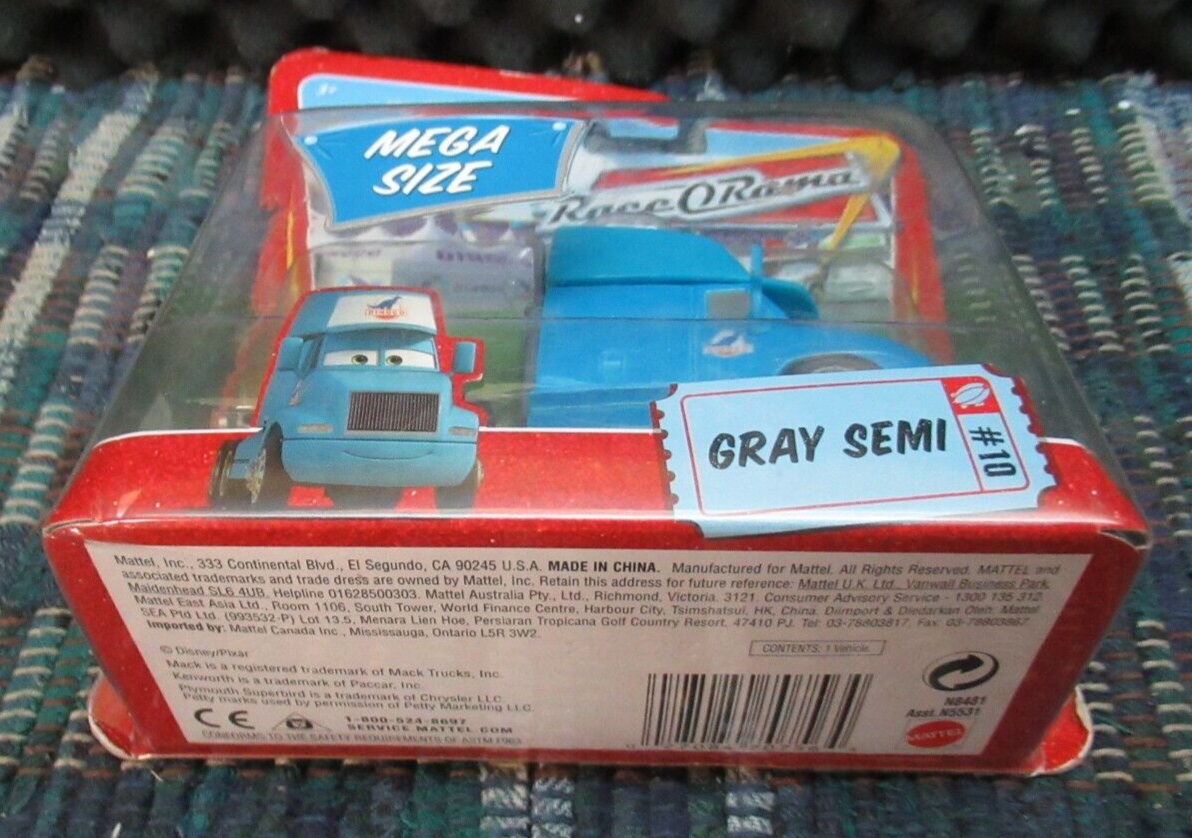 3+
MEGA
SIZE
Race O Rama
DINOCO
GRAY SEMI
#10
Mattel, Inc., 333 Continental Blvd., El Segundo, CA 90245 U.S.A. MADE IN CHINA. Manufactured for Mattel. All Rights Reserved. MATTEL and
associated trademarks and trade dress are owned by Mattel, Inc. Retain this address for future reference: Mattel U.K. Ltd., Vanwall Business Park,
Maidenhead SL6 4UB. Helpline 01628500303. Mattel Australia Pty., Ltd., Richmond, Victoria. 3121. Consumer Advisory Service - 1300 135 312.
Mattel East Asia Ltd., Room 1106, South Tower, World Finance Centre, Harbour City, Tsimshatsui, HK, China. Diimport & Diedarkan Oleh: Mattel
SEA Ptd Ltd. (993532-P) Lot 13.5, Menara Lien Hoe, Persiaran Tropicana Golf Country Resort, 47410 PJ. Tel: 03-78803817, Fax: 03-78803867
Imported by: Mattel Canada Inc., Mississauga, Ontario L5R 3W2.
© Disney/Pixar
CONTENTS: 1 Vehicle.
Mack is a registered trademark of Mack Trucks, Inc.
Kenworth is a trademark of Paccar, Inc.
Plymouth Superbird is a trademark of Chrysler LLC.
Petty marks used by permission of Petty Marketing LLC.
CE
1-800-524-8697
SERVICE.MATTEL.COM
CONFORMS TO THE SAFETY REQUIREMENTS OF ASTM F963
N8481
Asst. N5531
MATTEL